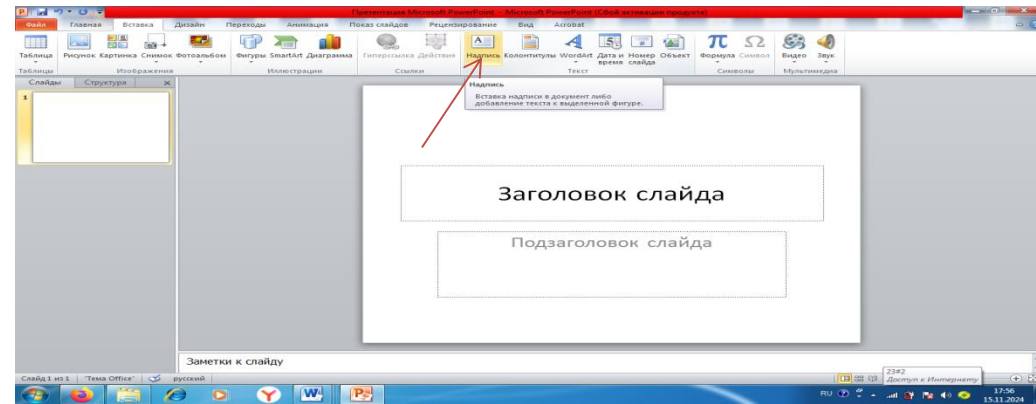 Презентация Microsoft PowerPoint - Microsoft PowerPoint (Сбой активации продукта)
Файл Главная Вставка Дизайн Переходы Анимация Показ слайдов Рецензирование Вид Acrobat
Таблица Рисунок Картинка Снимок Фотоальбом Фигуры SmartArt Диаграмма Гиперссылка Действие Надпись Колонтитулы WordArt Дата и время Номер слайда Объект Формула Символ Видео Звук
Таблицы Изображения Иллюстрации Ссылки Текст Символы Мультимедиа
Слайды Структура
Надпись
Вставка надписи в документ либо
добавление текста к выделенной фигуре.
1
Заголовок слайда
Подзаголовок слайда
Заметки к слайду
Слайд 1 из 1 "Тема Office" русский
23#2
Доступ к Интернету
RU 17:56
15.11.2024